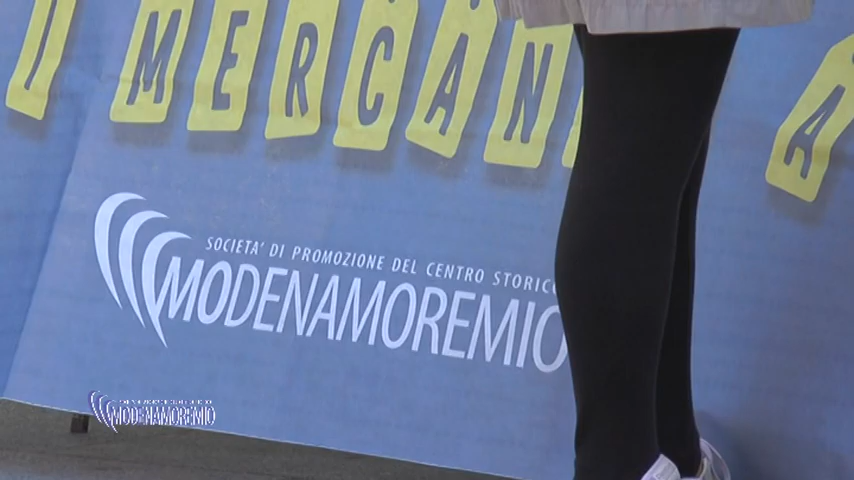 I MERCAN A
SOCIETA' DI PROMOZIONE DEL CENTRO STORICO
MODENAMOREMIO
MODENAMOREMIO